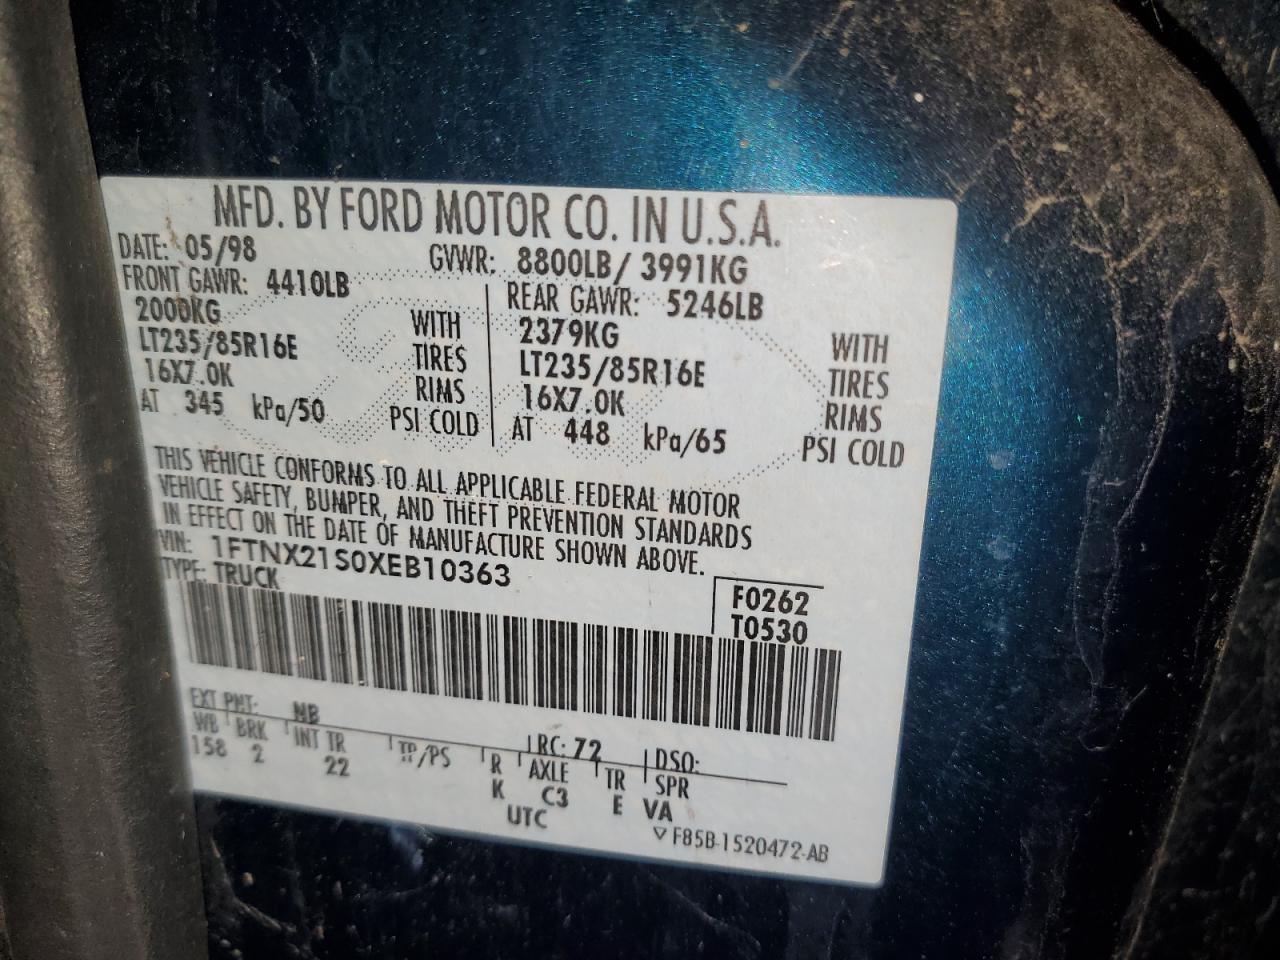 MFD. BY FORD MOTOR CO. IN U.S.A.
DATE: 05/98 GVWR: 8800LB/ 3991KG
FRONT GAWR: 4410LB REAR GAWR: 5246LB
2000KG WITH 2379KG WITH
LT235/85R16E TIRES LT235/85R16E TIRES
16X7.0K RIMS 16X7.0K RIMS
AT 345 kPa/50 PSI COLD AT 448 kPa/65 PSI COLD
THIS VEHICLE CONFORMS TO ALL APPLICABLE FEDERAL MOTOR
VEHICLE SAFETY, BUMPER, AND THEFT PREVENTION STANDARDS
IN EFFECT ON THE DATE OF MANUFACTURE SHOWN ABOVE.
VIN: 1FTNX21S0XEB10363
TYPE: TRUCK
F0262
T0530
EXT PNT: MB RC: 72 DSO:
WB BRK INT TR TP/PS R AXLE TR SPR
158 2 22 K C3 E VA
UTC
F85B-1520472-AB